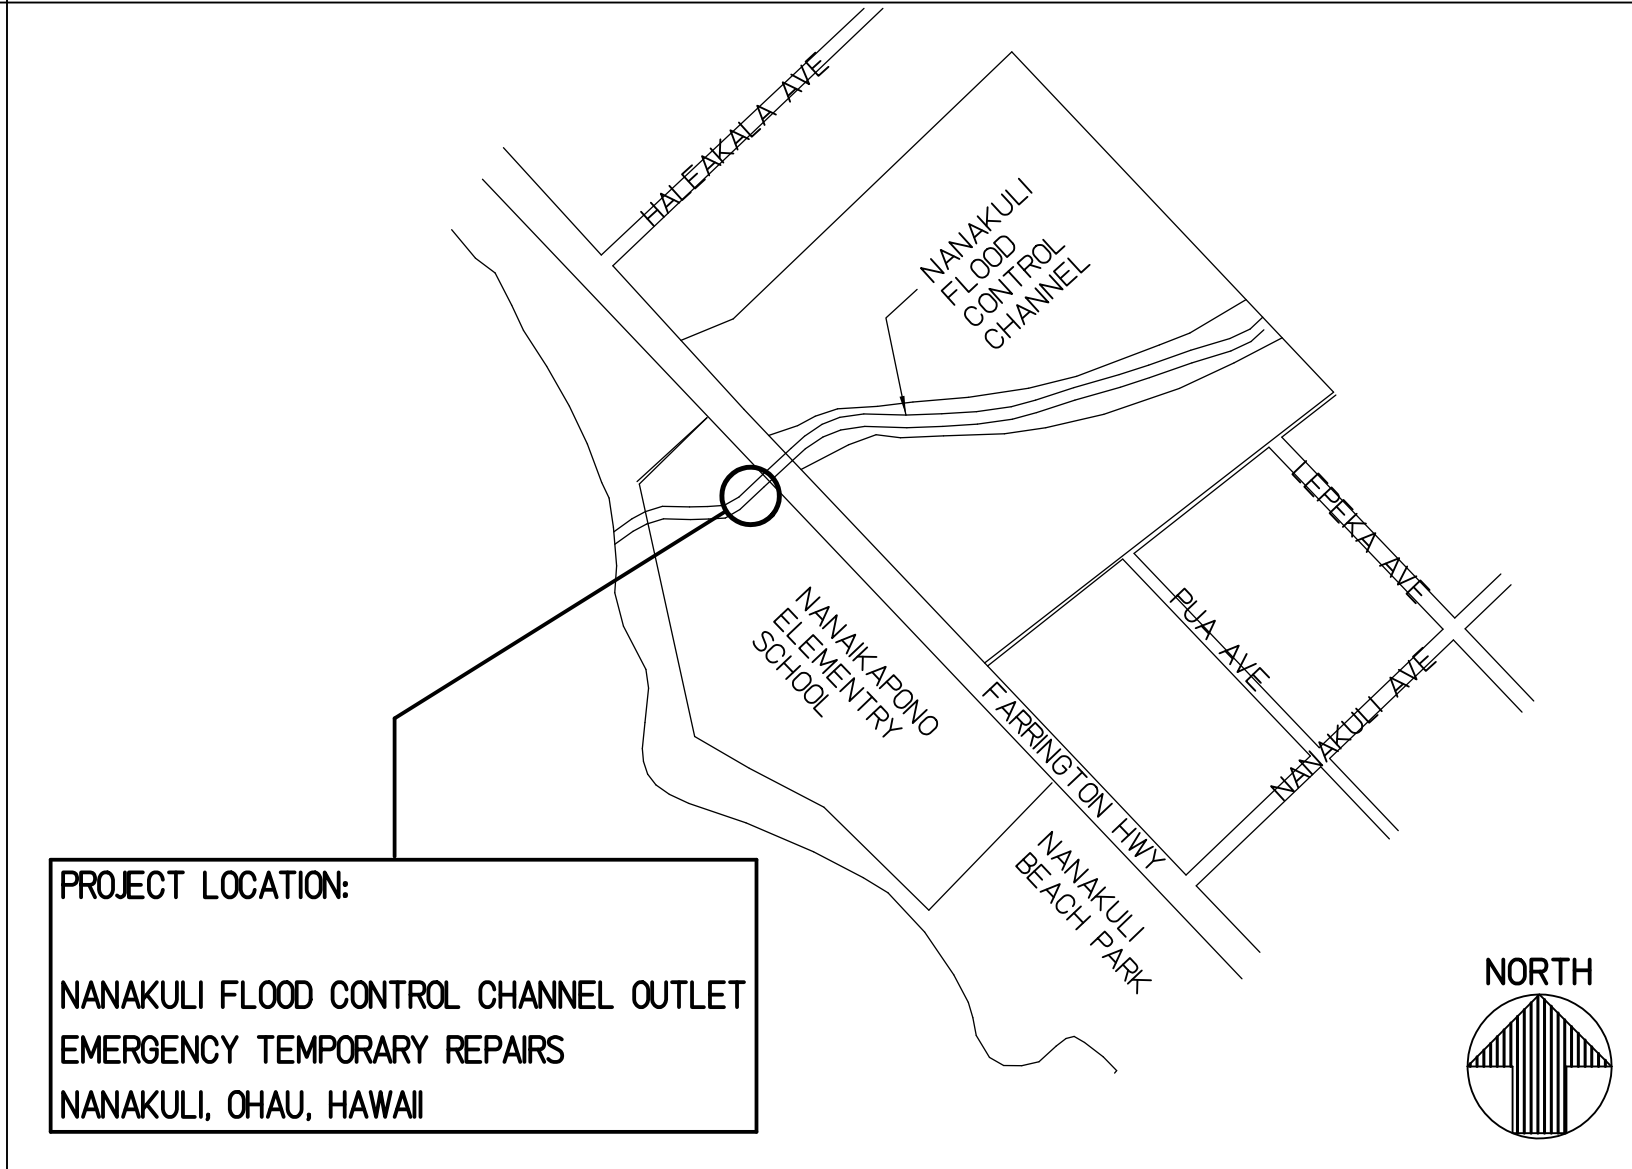 HALEAKALA AVE
NANAKULI
FLOOD
CONTROL
CHANNEL
LEPEKA AVE
PUA AVE
NANAKULI AVE
NANAIKAPONO
ELEMENTRY
SCHOOL
FARRINGTON HWY
NANAKULI
BEACH PARK
PROJECT LOCATION:
NANAKULI FLOOD CONTROL CHANNEL OUTLET
EMERGENCY TEMPORARY REPAIRS
NANAKULI, OHAU, HAWAII
NORTH